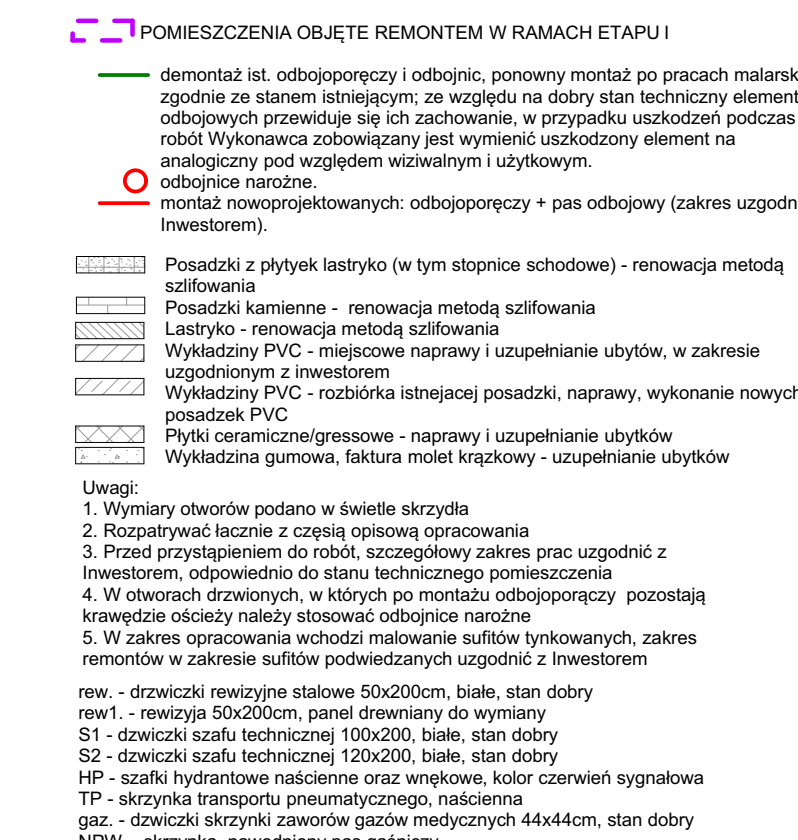 POMIESZCZENIA OBJĘTE REMONTEM W RAMACH ETAPU I
demontaż ist. odbojoporęczy i odbojnic, ponowny montaż po pracach malarsk
zgodnie ze stanem istniejącym; ze względu na dobry stan techniczny element
odbojowych przewiduje się ich zachowanie, w przypadku uszkodzeń podczas
robót Wykonawca zobowiązany jest wymienić uszkodzony element na
analogiczny pod względem wiziwalnym i użytkowym.
odbojnice narożne.
montaż nowoprojektowanych: odbojoporęczy + pas odbojowy (zakres uzgodn
Inwestorem).
Posadzki z płytyek lastryko (w tym stopnice schodowe) - renowacja metodą
szlifowania
Posadzki kamienne - renowacja metodą szlifowania
Lastryko - renowacja metodą szlifowania
Wykładziny PVC - miejscowe naprawy i uzupełnianie ubytów, w zakresie
uzgodnionym z inwestorem
Wykładziny PVC - rozbiórka istnejacej posadzki, naprawy, wykonanie nowych
posadzek PVC
Płytki ceramiczne/gressowe - naprawy i uzupełnianie ubytków
Wykładzina gumowa, faktura molet krązkowy - uzupełnianie ubytków
Uwagi:
1. Wymiary otworów podano w świetle skrzydła
2. Rozpatrywać łacznie z częsią opisową opracowania
3. Przed przystąpieniem do robót, szczegółowy zakres prac uzgodnić z
Inwestorem, odpowiednio do stanu technicznego pomieszczenia
4. W otworach drzwionych, w których po montażu odbojoporączy pozostają
krawędzie ościeży należy stosować odbojnice narożne
5. W zakres opracowania wchodzi malowanie sufitów tynkowanych, zakres
remontów w zakresie sufitów podwiedzanych uzgodnić z Inwestorem
rew. - drzwiczki rewizyjne stalowe 50x200cm, białe, stan dobry
rew1. - rewizyja 50x200cm, panel drewniany do wymiany
S1 - dzwiczki szafu technicznej 100x200, białe, stan dobry
S2 - dzwiczki szafu technicznej 120x200, białe, stan dobry
HP - szafki hydrantowe naścienne oraz wnękowe, kolor czerwień sygnałowa
TP - skrzynka transportu pneumatycznego, naścienna
gaz. - dzwiczki skrzynki zaworów gazów medycznych 44x44cm, stan dobry